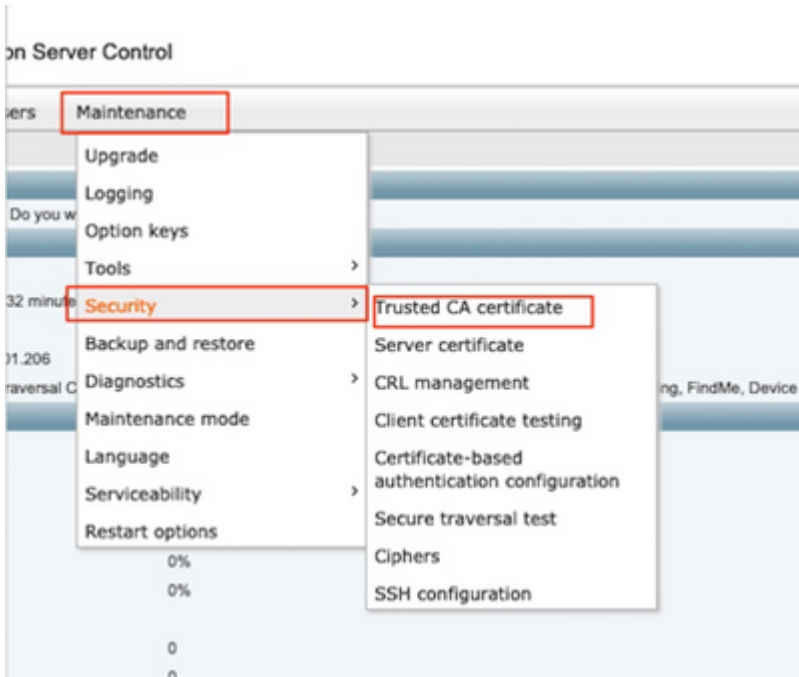 on Server Control
sers Maintenance
Upgrade
Logging
Do you w
Option keys
Tools >
32 minute Security > Trusted CA certificate
Backup and restore Server certificate
01.206
raversal C Diagnostics > CRL management ng, FindMe, Device
Maintenance mode Client certificate testing
Language Certificate-based
authentication configuration
Serviceability > Secure traversal test
Restart options
Ciphers
0%
0% SSH configuration
0
0